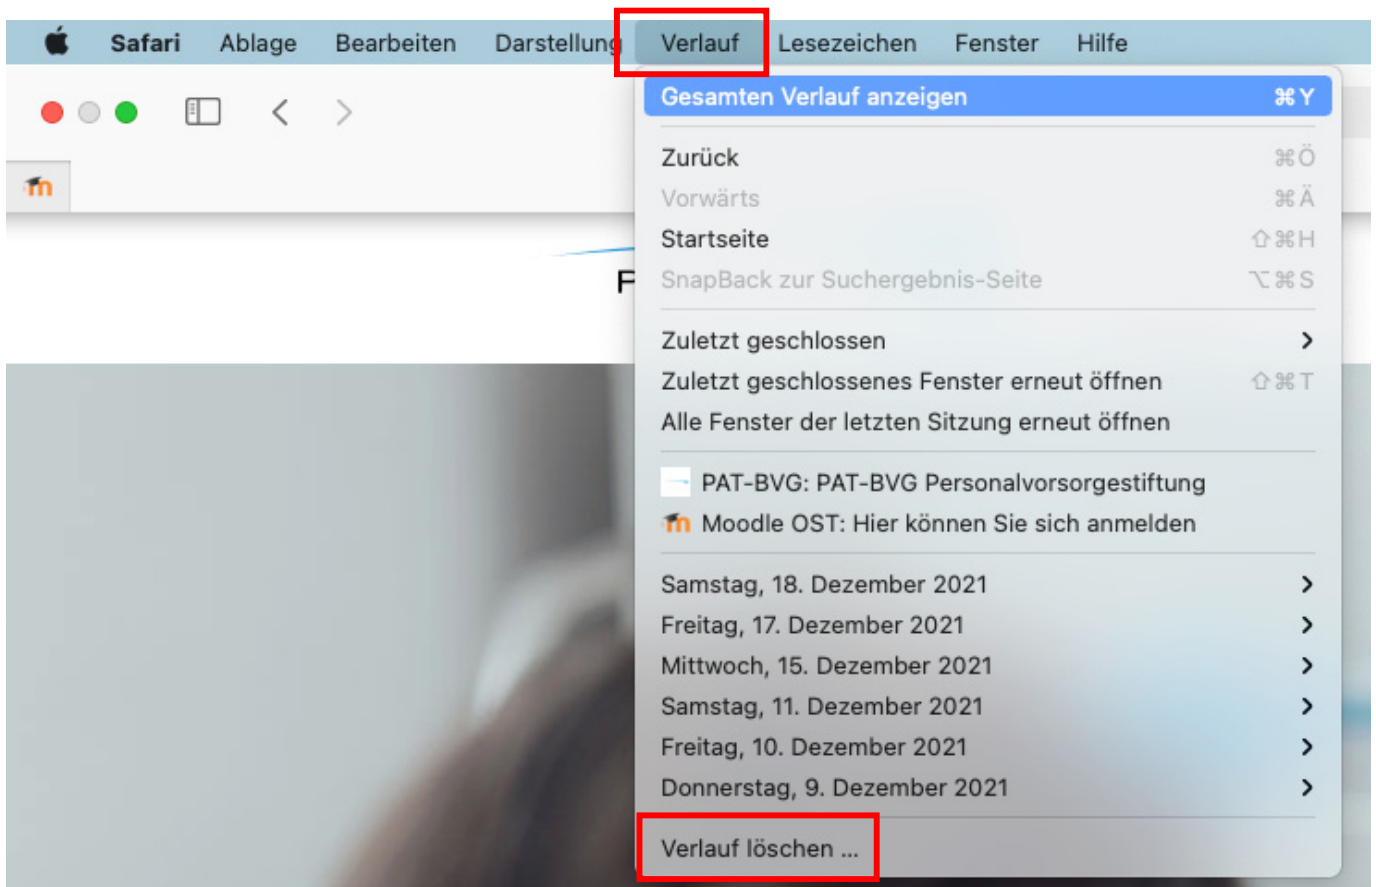 Safari Ablage Bearbeiten Darstellung Verlauf Lesezeichen Fenster Hilfe
Gesamten Verlauf anzeigen ⌘Y
Zurück ⌘Ö
Vorwärts ⌘Ä
Startseite ⇧⌘H
SnapBack zur Suchergebnis-Seite ⌥⌘S
Zuletzt geschlossen
Zuletzt geschlossenes Fenster erneut öffnen ⇧⌘T
Alle Fenster der letzten Sitzung erneut öffnen
PAT-BVG: PAT-BVG Personalvorsorgestiftung
Moodle OST: Hier können Sie sich anmelden
Samstag, 18. Dezember 2021
Freitag, 17. Dezember 2021
Mittwoch, 15. Dezember 2021
Samstag, 11. Dezember 2021
Freitag, 10. Dezember 2021
Donnerstag, 9. Dezember 2021
Verlauf löschen ...